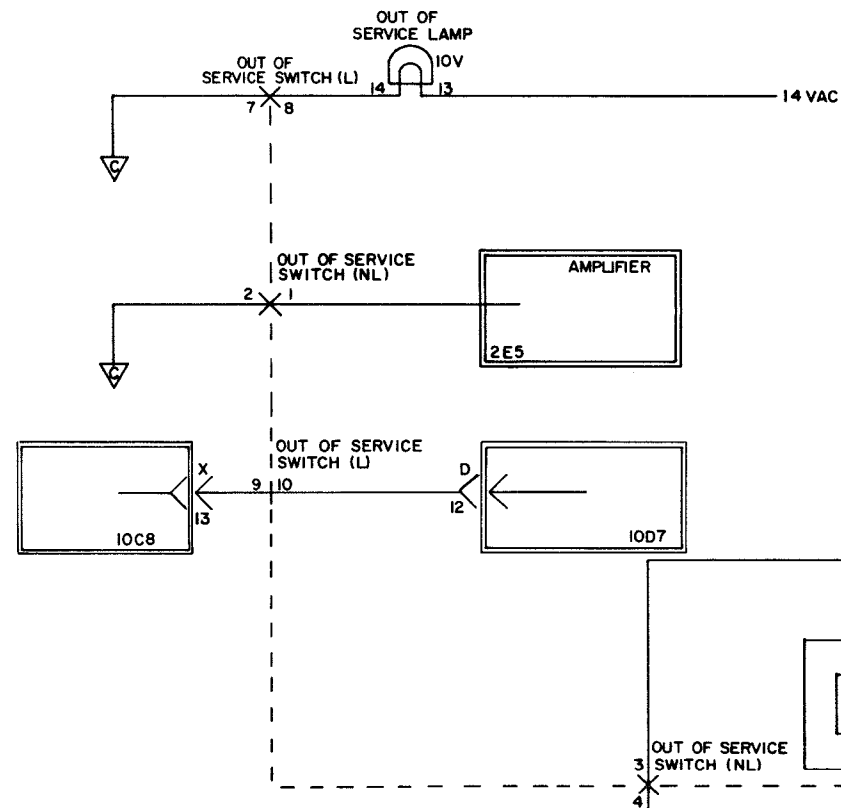 OUT OF
SERVICE LAMP
10V
14 13
OUT OF
SERVICE SWITCH (L)
7 8
14 VAC
C
OUT OF SERVICE
SWITCH (NL)
2 1
AMPLIFIER
2E5
C
OUT OF SERVICE
SWITCH (L)
X
9 10
13
10C8
D
12
10D7
OUT OF SERVICE
SWITCH (NL)
3
4